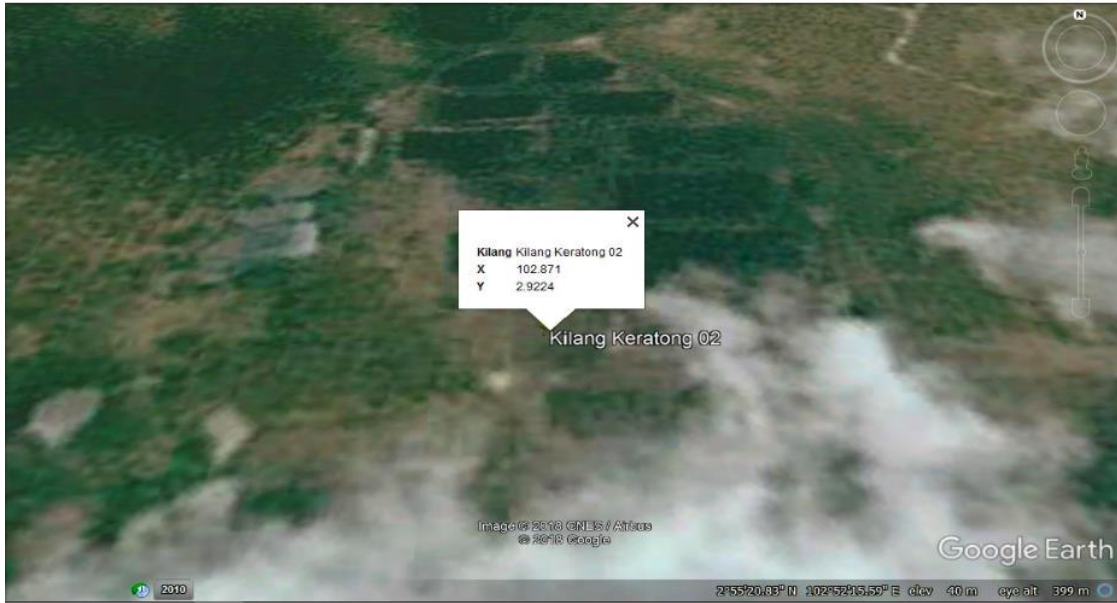 N
Kilang Kilang Keratong 02
X 102.871
Y 2.9224
Kilang Keratong 02
Image © 2018 CNES / Airbus
© 2018 Google
Google Earth
2010
2°55'20.83" N 102°52'15.59" E elev 40 m eye alt 399 m